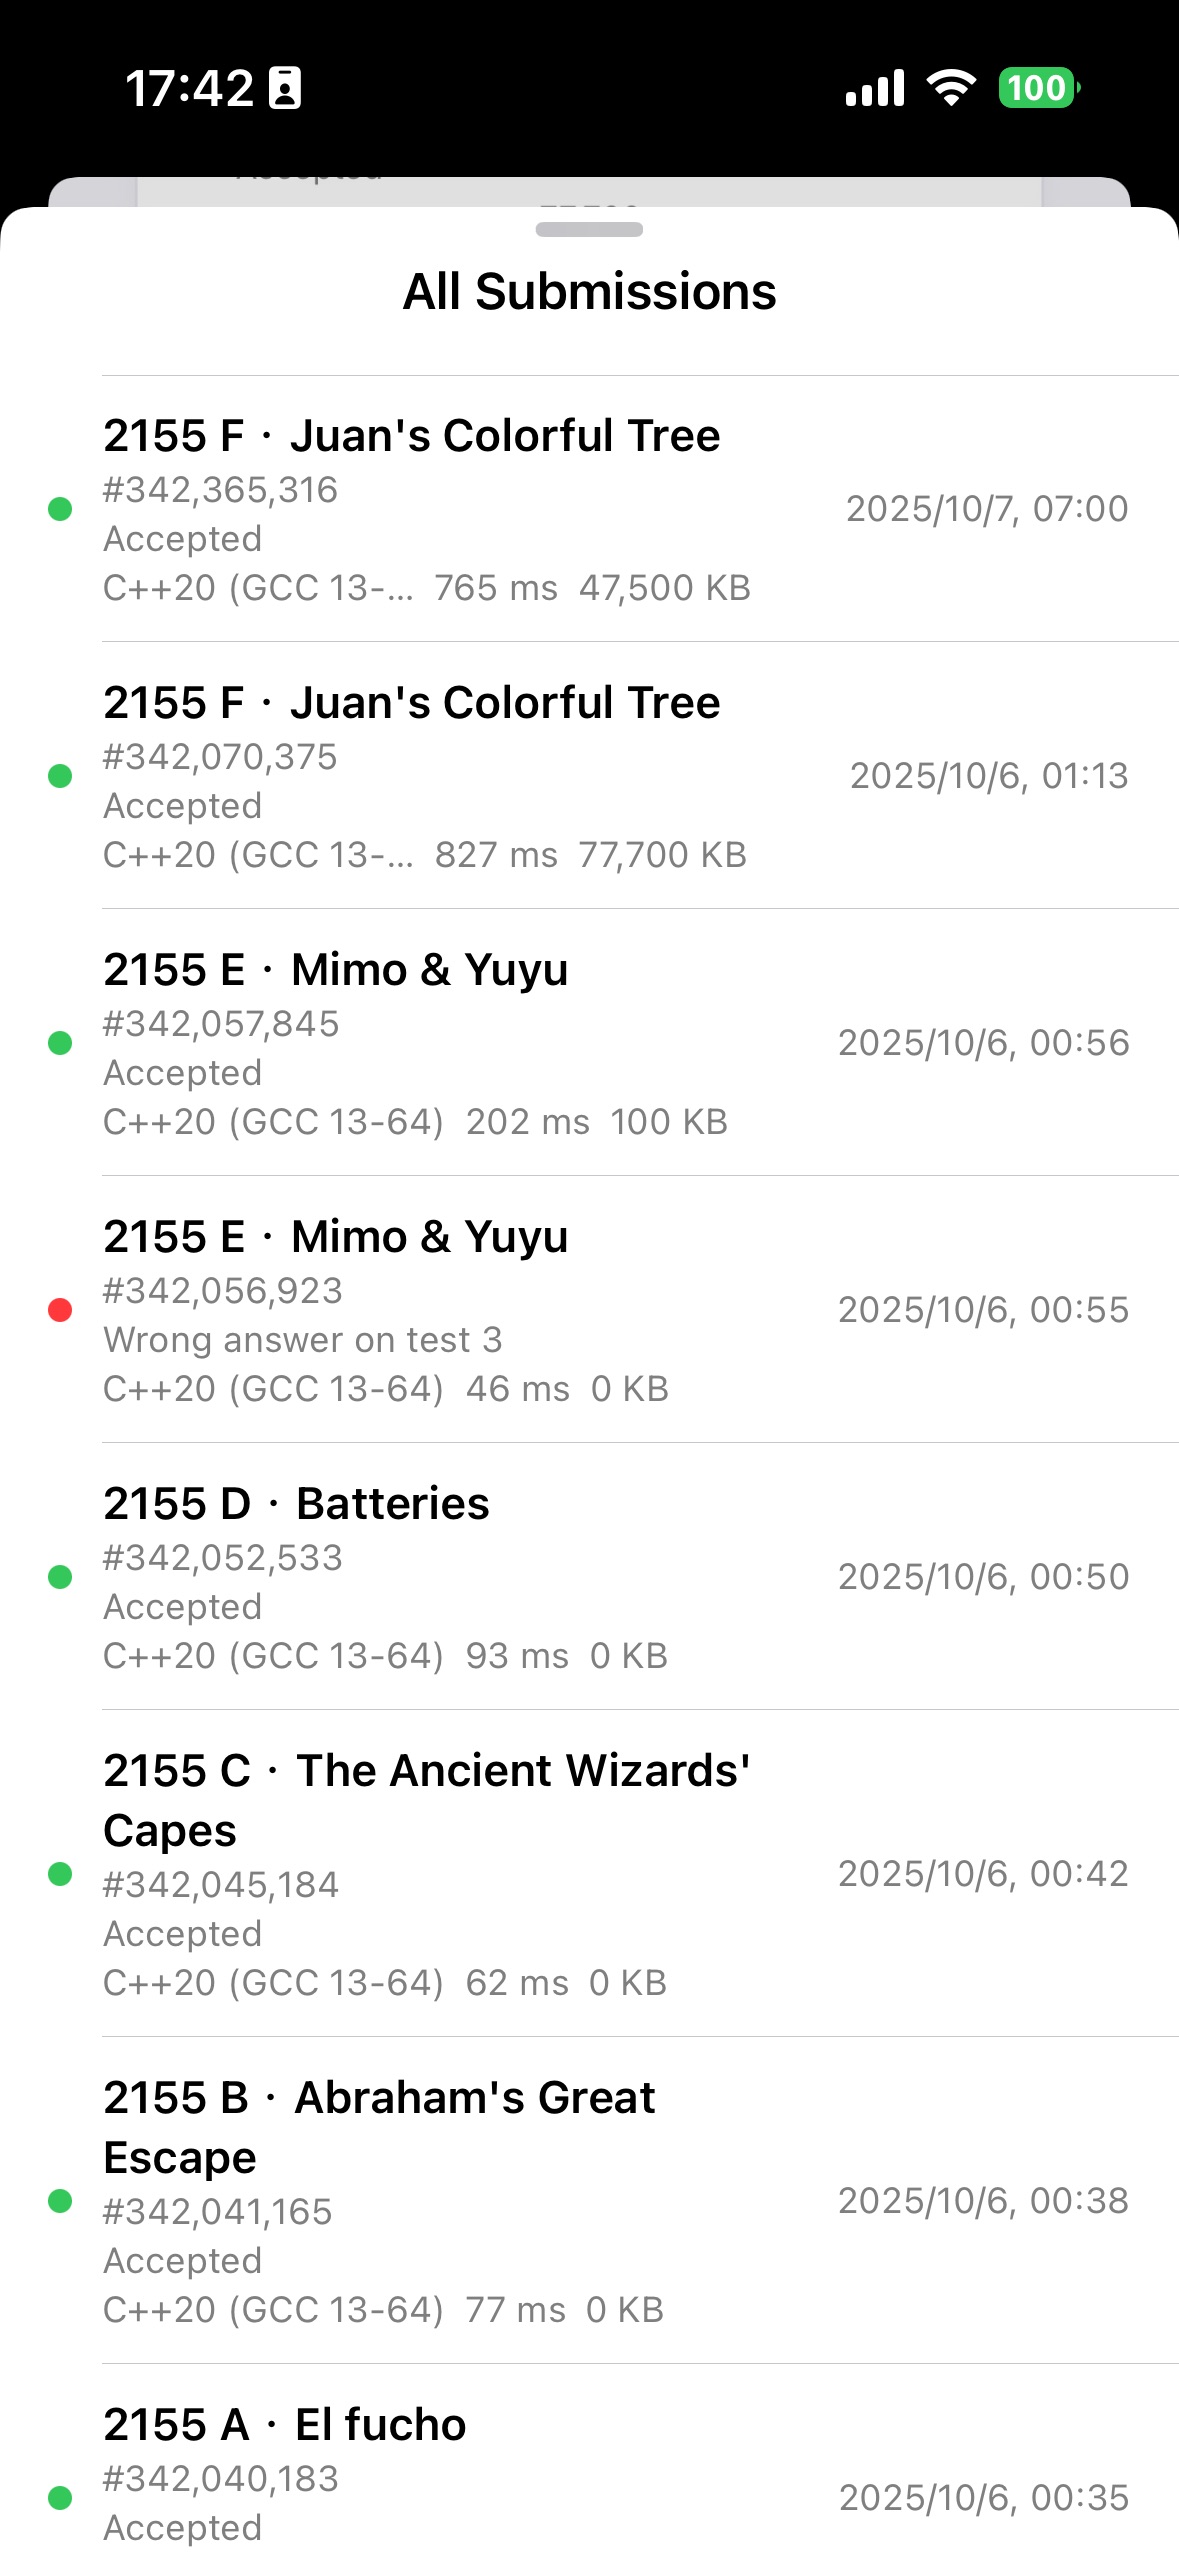 17:42
100
All Submissions
2155 F · Juan's Colorful Tree
#342,365,316
2025/10/7, 07:00
Accepted
C++20 (GCC 13-... 765 ms 47,500 KB
2155 F · Juan's Colorful Tree
#342,070,375
2025/10/6, 01:13
Accepted
C++20 (GCC 13-... 827 ms 77,700 KB
2155 E · Mimo & Yuyu
#342,057,845
2025/10/6, 00:56
Accepted
C++20 (GCC 13-64) 202 ms 100 KB
2155 E · Mimo & Yuyu
#342,056,923
2025/10/6, 00:55
Wrong answer on test 3
C++20 (GCC 13-64) 46 ms 0 KB
2155 D · Batteries
#342,052,533
2025/10/6, 00:50
Accepted
C++20 (GCC 13-64) 93 ms 0 KB
2155 C · The Ancient Wizards'
Capes
#342,045,184
2025/10/6, 00:42
Accepted
C++20 (GCC 13-64) 62 ms 0 KB
2155 B · Abraham's Great
Escape
#342,041,165
2025/10/6, 00:38
Accepted
C++20 (GCC 13-64) 77 ms 0 KB
2155 A · El fucho
#342,040,183
2025/10/6, 00:35
Accepted